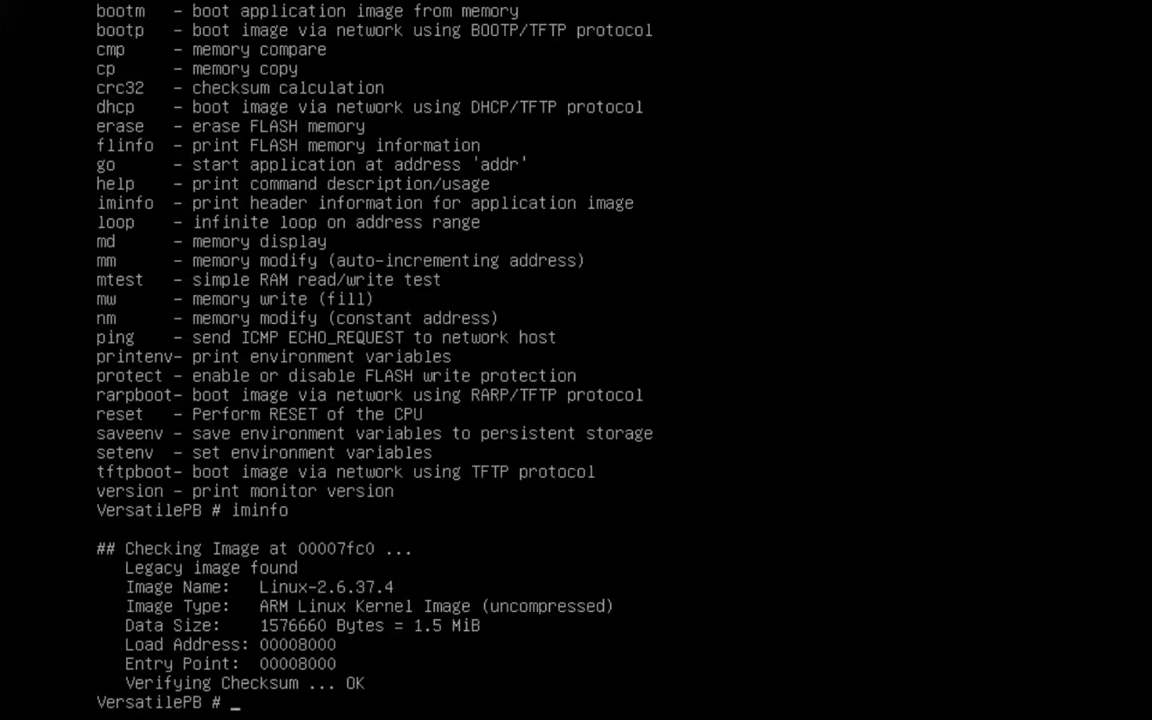 bootm   - boot application image from memory
bootp   - boot image via network using BOOTP/TFTP protocol
cmp     - memory compare
cp      - memory copy
crc32   - checksum calculation
dhcp    - boot image via network using DHCP/TFTP protocol
erase   - erase FLASH memory
flinfo  - print FLASH memory information
go      - start application at address 'addr'
help    - print command description/usage
iminfo  - print header information for application image
loop    - infinite loop on address range
md      - memory display
mm      - memory modify (auto-incrementing address)
mtest   - simple RAM read/write test
mw      - memory write (fill)
nm      - memory modify (constant address)
ping    - send ICMP ECHO_REQUEST to network host
printenv- print environment variables
protect - enable or disable FLASH write protection
rarpboot- boot image via network using RARP/TFTP protocol
reset   - Perform RESET of the CPU
saveenv - save environment variables to persistent storage
setenv  - set environment variables
tftpboot- boot image via network using TFTP protocol
version - print monitor version
VersatilePB # iminfo
## Checking Image at 00007fc0 ...
   Legacy image found
   Image Name:   Linux-2.6.37.4
   Image Type:   ARM Linux Kernel Image (uncompressed)
   Data Size:    1576660 Bytes = 1.5 MiB
   Load Address: 00008000
   Entry Point:  00008000
   Verifying Checksum ... OK
VersatilePB # _